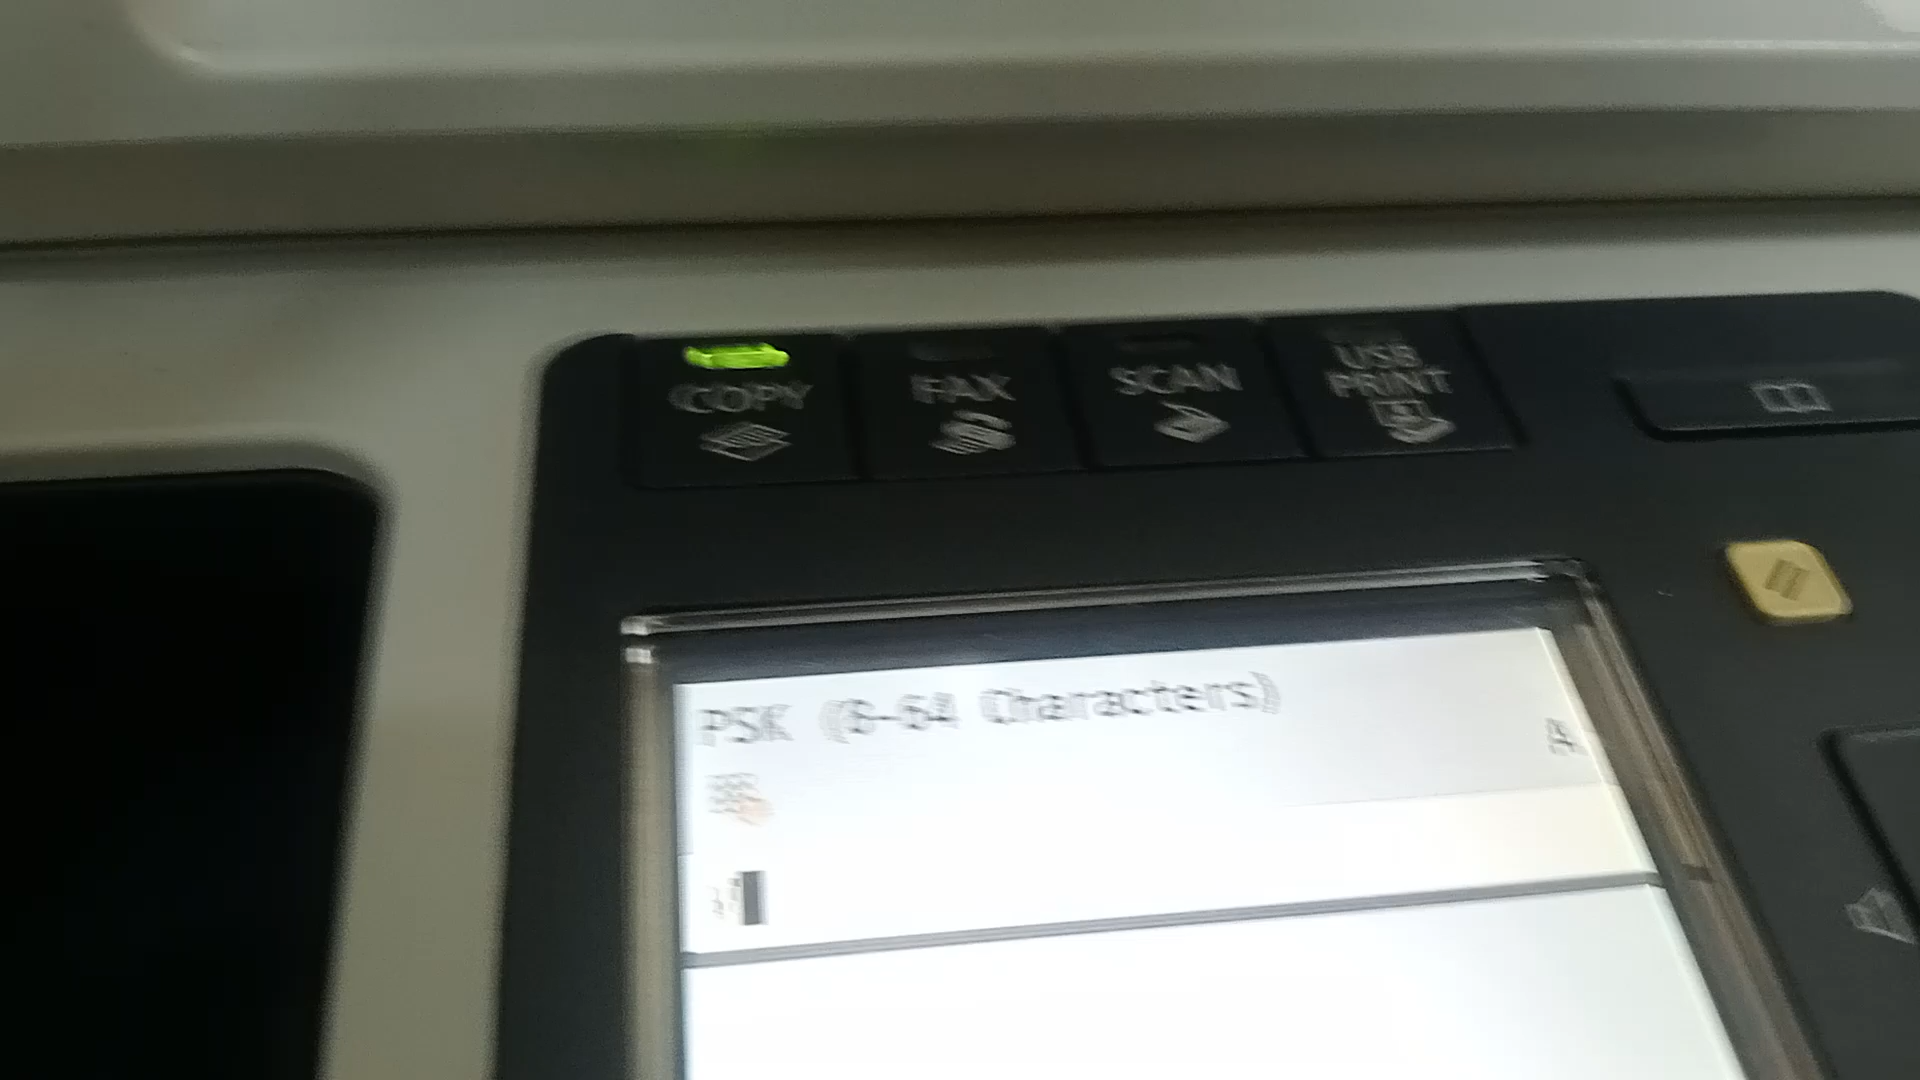 COPY
FAX
SCAN
USB
PRINT
PSK (8-64 Characters)
A